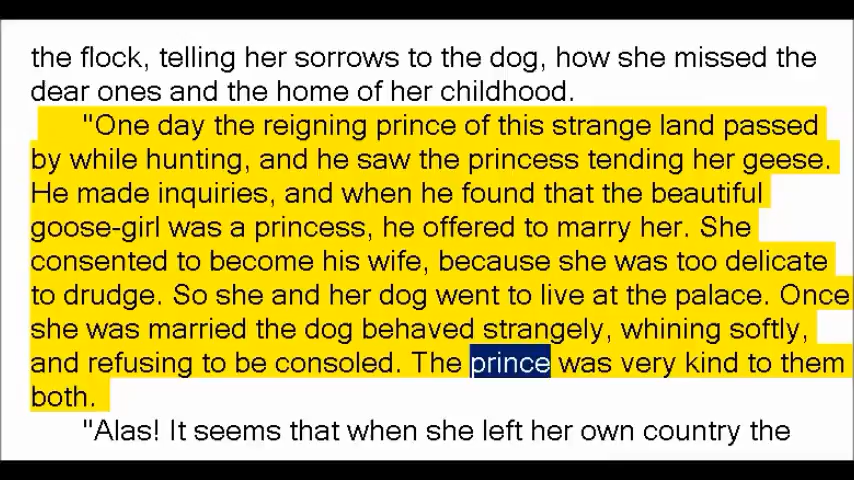 the flock, telling her sorrows to the dog, how she missed the
dear ones and the home of her childhood.
"One day the reigning prince of this strange land passed
by while hunting, and he saw the princess tending her geese.
He made inquiries, and when he found that the beautiful
goose-girl was a princess, he offered to marry her. She
consented to become his wife, because she was too delicate
to drudge. So she and her dog went to live at the palace. Once
she was married the dog behaved strangely, whining softly,
and refusing to be consoled. The prince was very kind to them
both.
"Alas! It seems that when she left her own country the